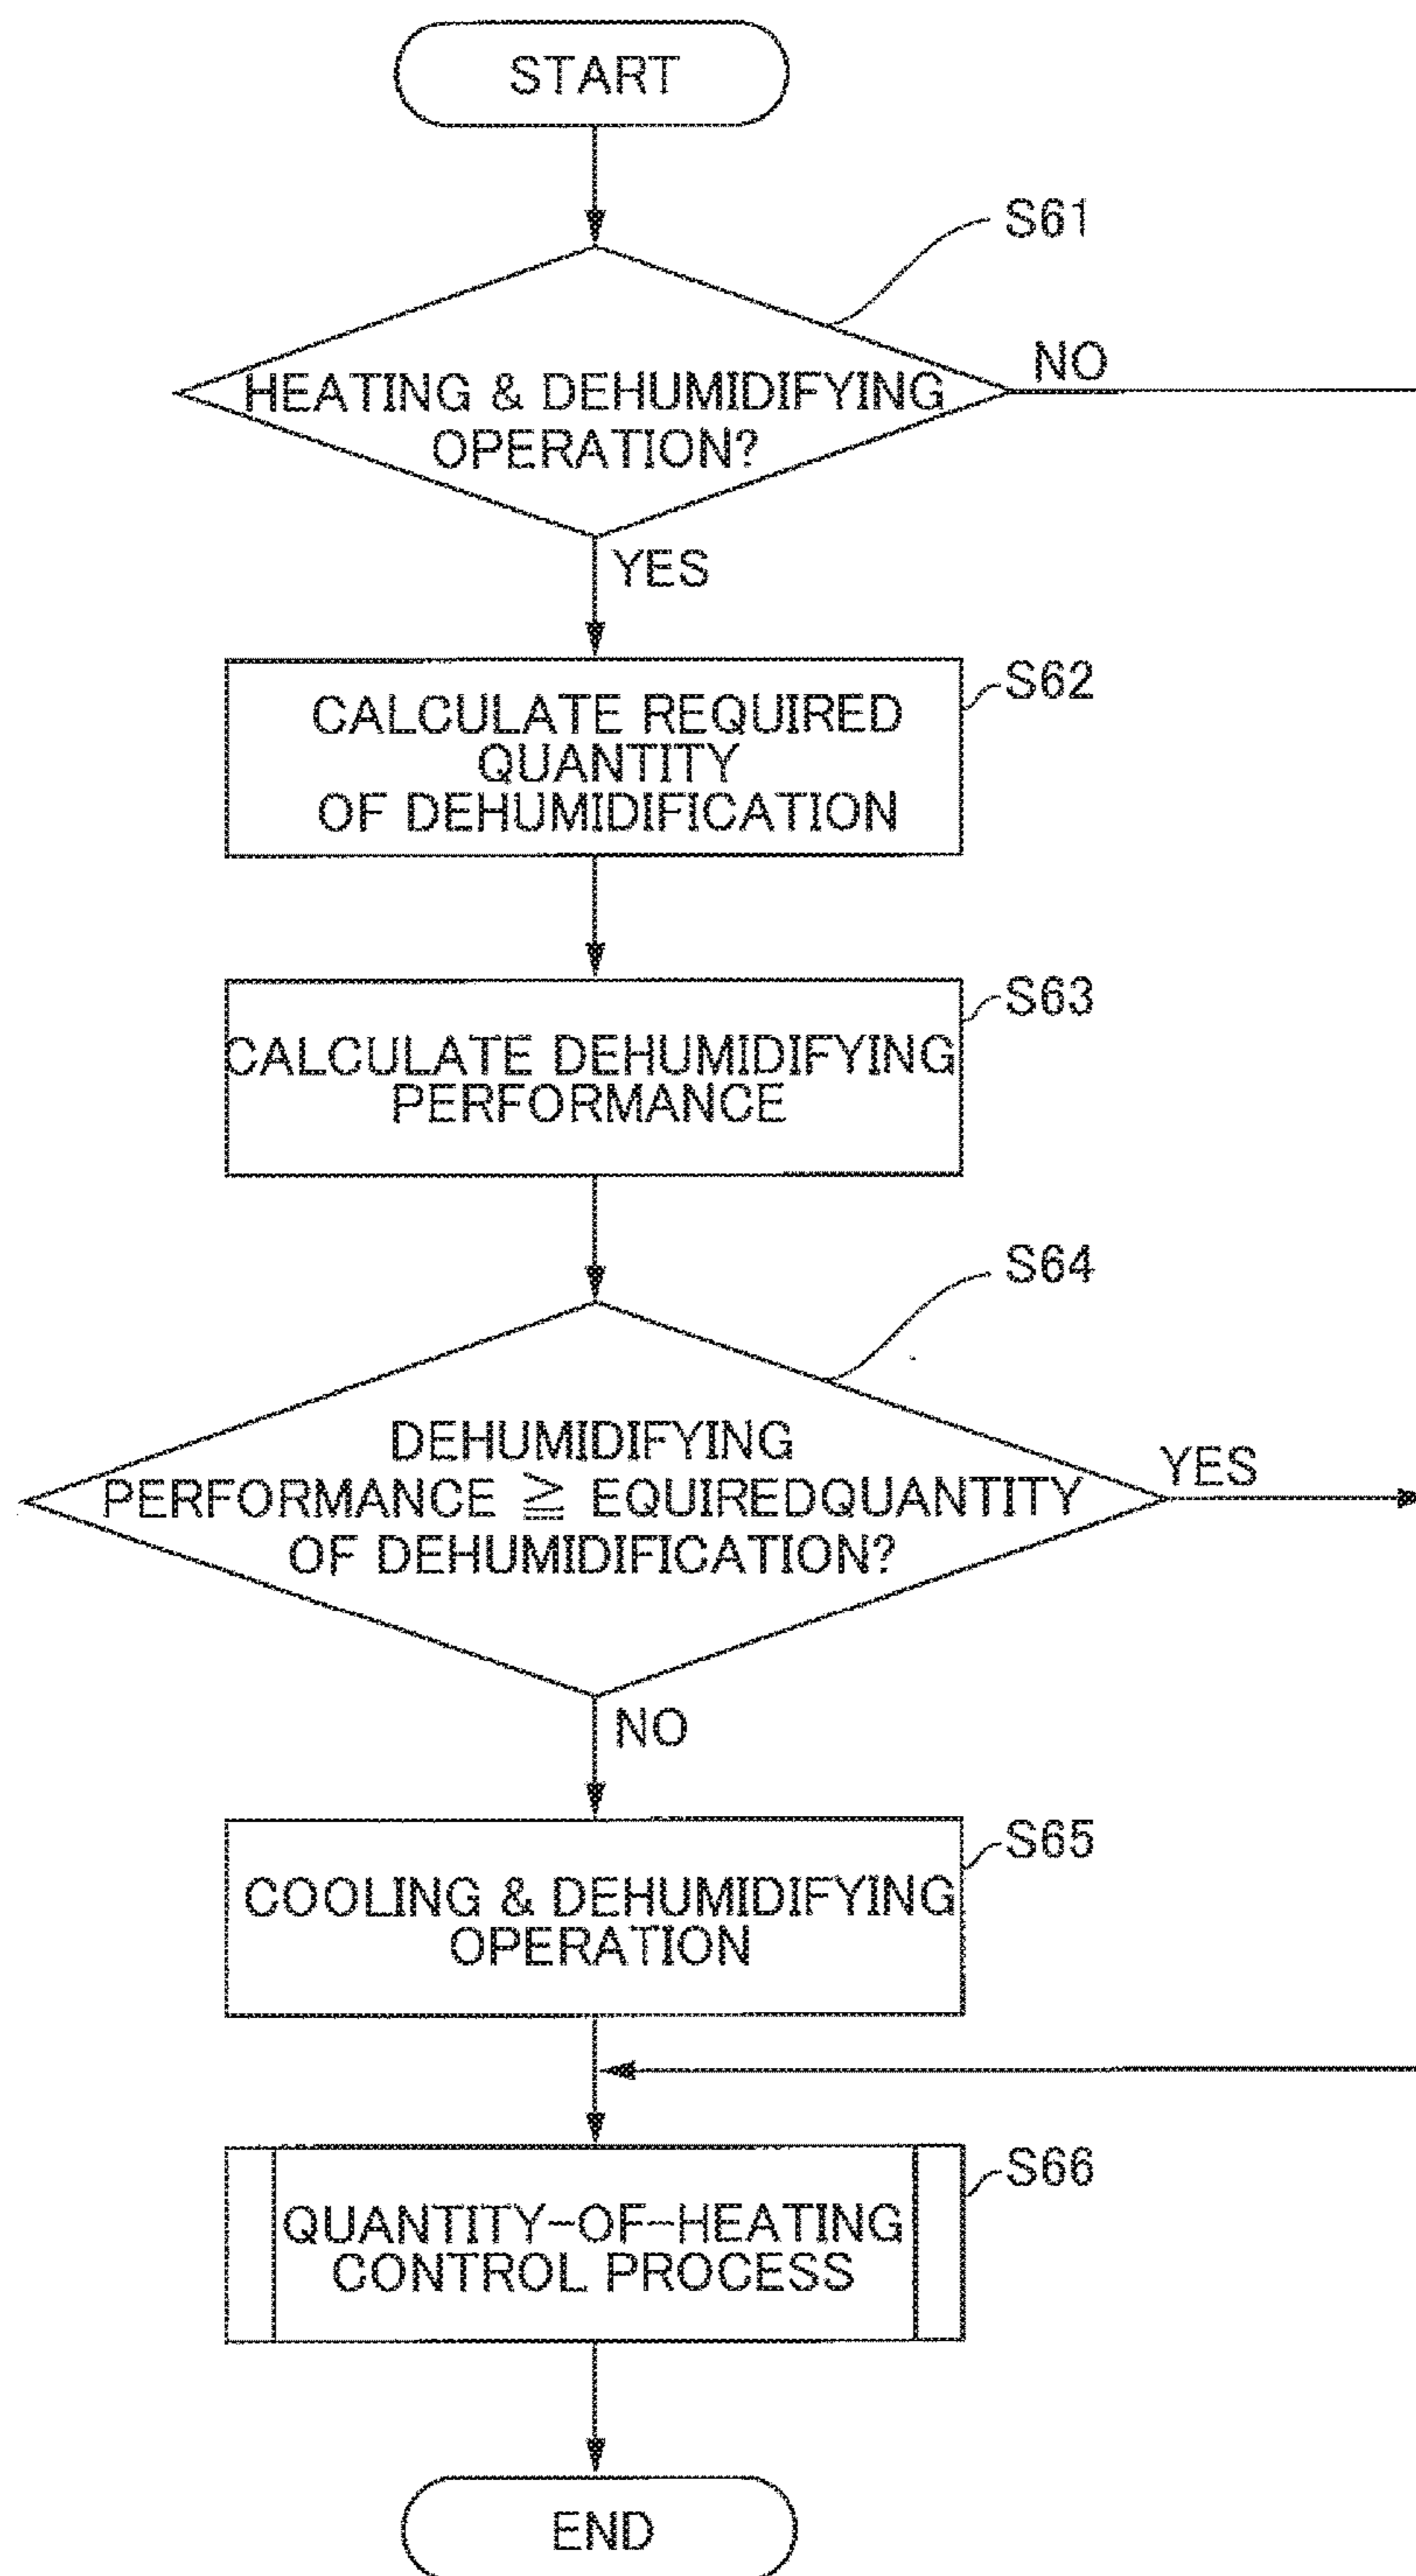 START
S61
HEATING & DEHUMIDIFYING
OPERATION?
NO
YES
S62
CALCULATE REQUIRED
QUANTITY
OF DEHUMIDIFICATION
S63
CALCULATE DEHUMIDIFYING
PERFORMANCE
S64
DEHUMIDIFYING
PERFORMANCE ≧ EQUIREDQUANTITY
OF DEHUMIDIFICATION?
YES
NO
S65
COOLING & DEHUMIDIFYING
OPERATION
S66
QUANTITY-OF-HEATING
CONTROL PROCESS
END